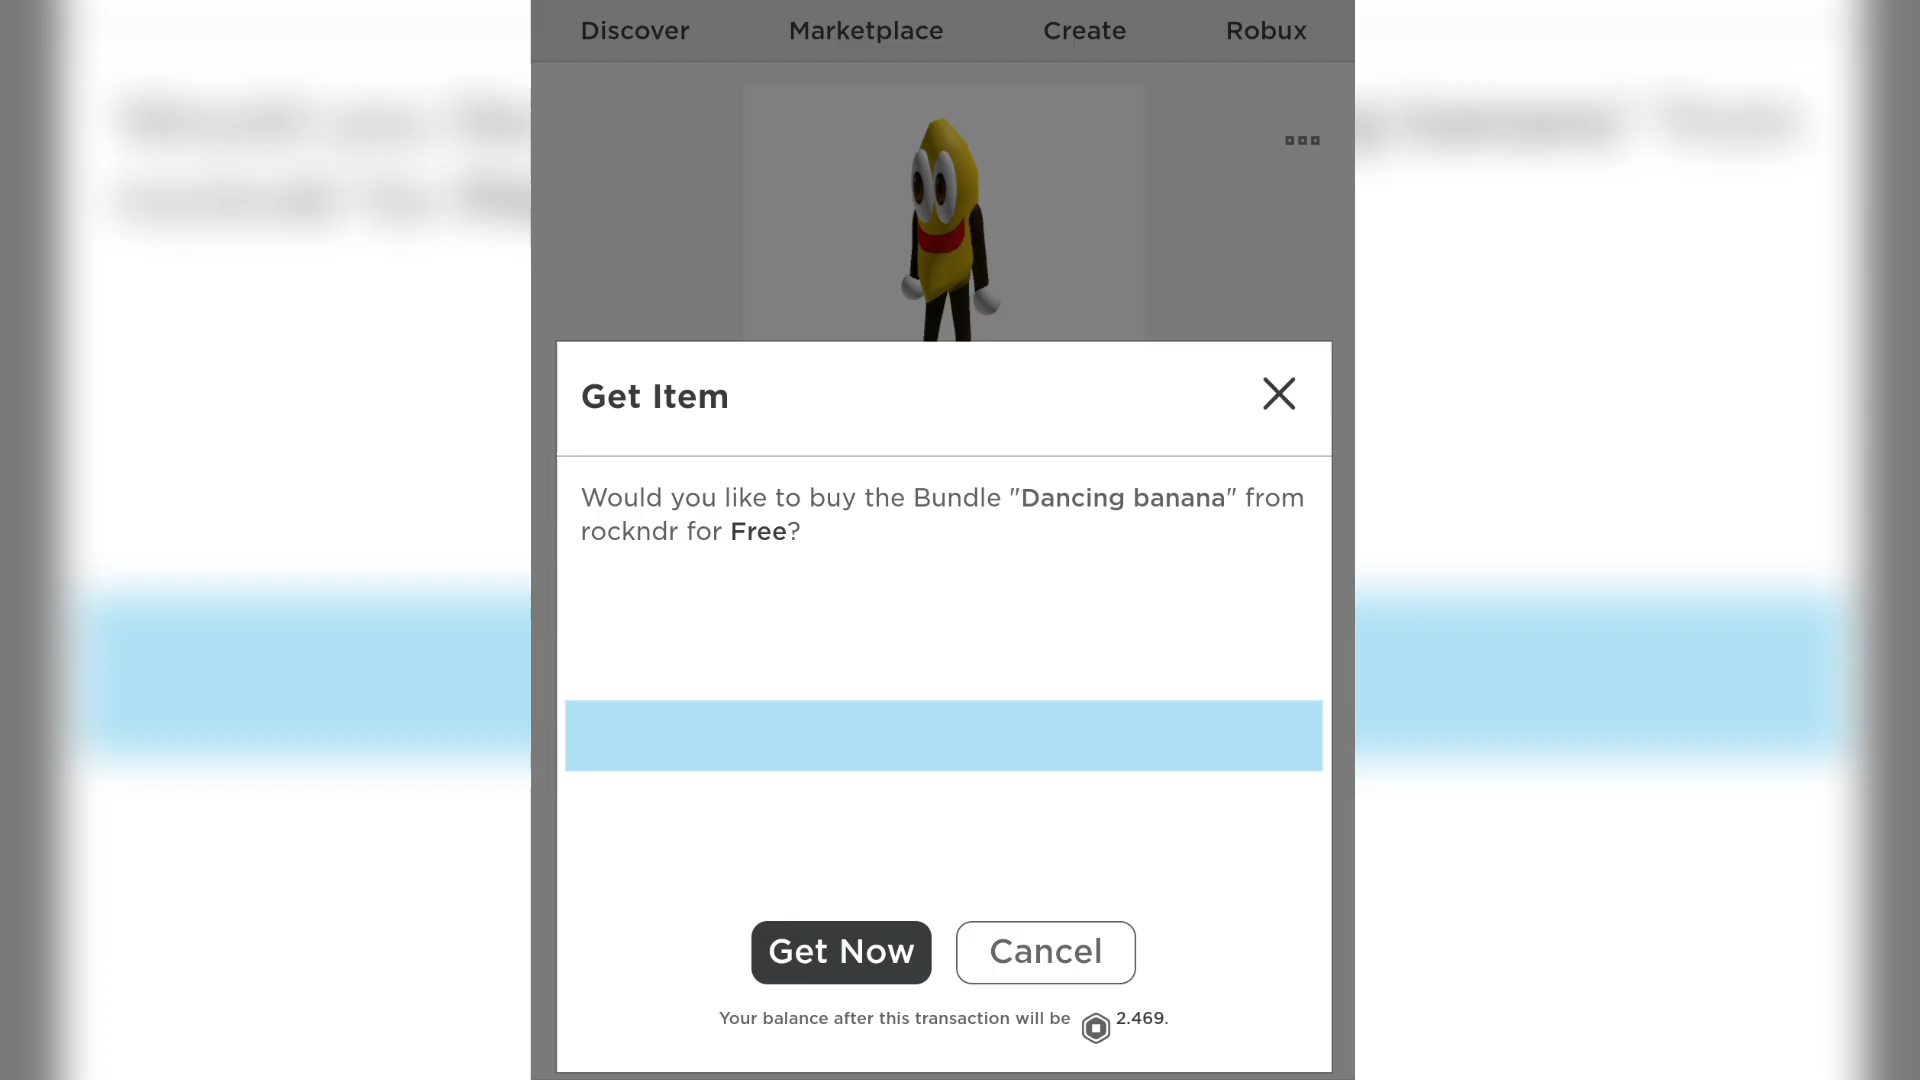 Discover Marketplace Create Robux
Get Item
Would you like to buy the Bundle "Dancing banana" from
rockndr for Free?
Get Now Cancel
Your balance after this transaction will be 2.469.